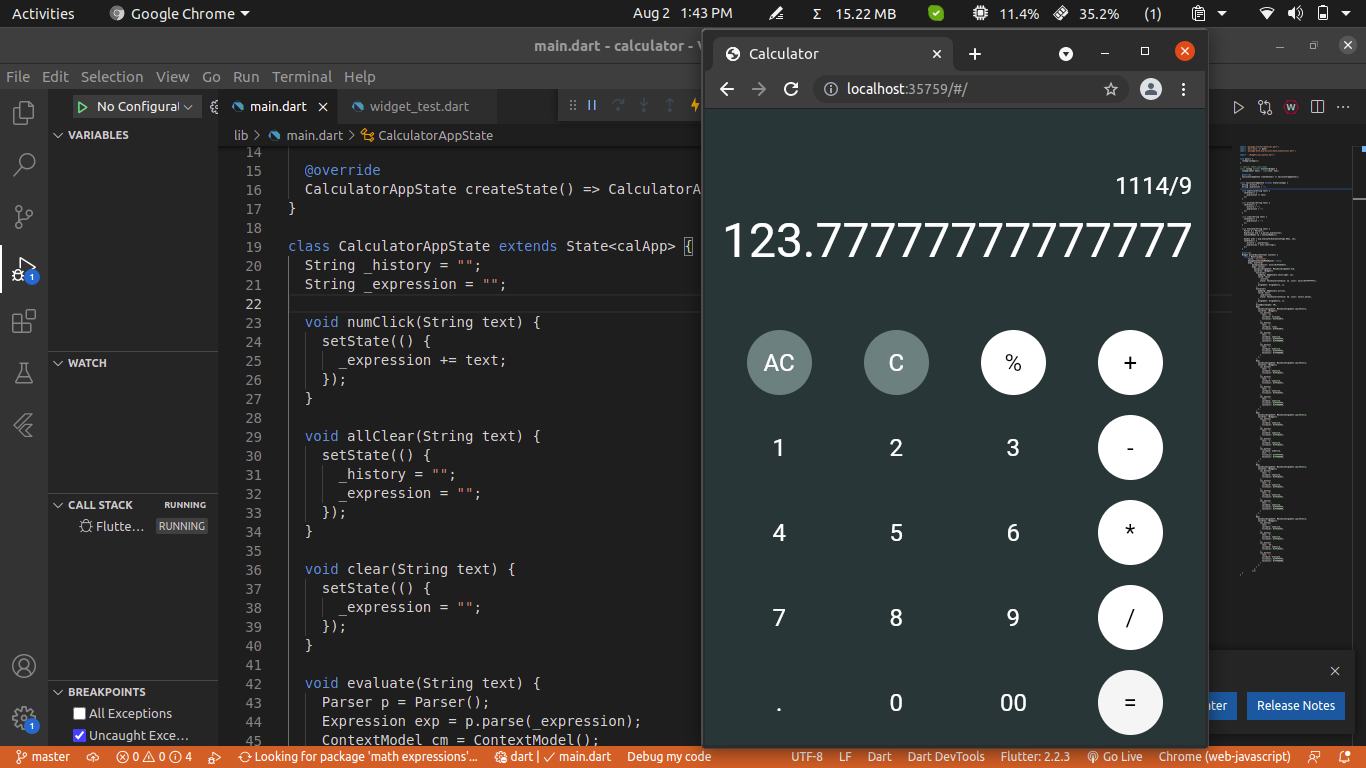 Activities
Google Chrome
Aug 2 1:43 PM
Σ 15.22 MB
11.4%
35.2%
(1)
main.dart - calculator - V
File Edit Selection View Go Run Terminal Help
No Configurat
main.dart
widget_test.dart
lib > main.dart > CalculatorAppState
VARIABLES
WATCH
CALL STACK RUNNING
Flutte... RUNNING
BREAKPOINTS
All Exceptions
Uncaught Exce...
1
1
14
15 @override
16 CalculatorAppState createState() => CalculatorA
17 }
18
19 class CalculatorAppState extends State<calApp> {
20 String _history = "";
21 String _expression = "";
22
23 void numClick(String text) {
24 setState(() {
25 _expression += text;
26 });
27 }
28
29 void allClear(String text) {
30 setState(() {
31 _history = "";
32 _expression = "";
33 });
34 }
35
36 void clear(String text) {
37 setState(() {
38 _expression = "";
39 });
40 }
41
42 void evaluate(String text) {
43 Parser p = Parser();
44 Expression exp = p.parse(_expression);
45 ContextModel cm = ContextModel();
Calculator
localhost:35759/#/
1114/9
123.77777777777777
AC C % +
1 2 3 -
4 5 6 *
7 8 9 /
. 0 00 =
W
Release Notes
master
0 0 4
Looking for package 'math expressions'...
dart | ✓ main.dart
Debug my code
UTF-8 LF Dart Dart DevTools Flutter: 2.2.3 Go Live Chrome (web-javascript)